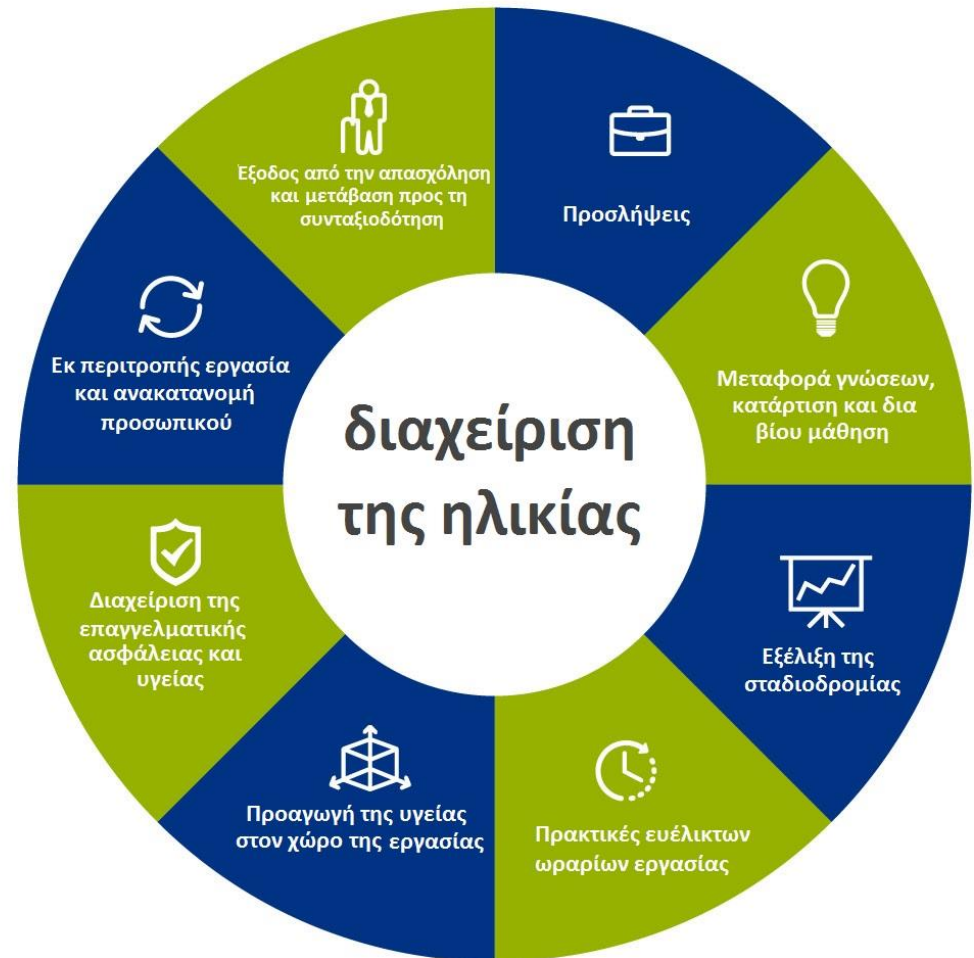 Έξοδος από την απασχόληση
και μετάβαση προς τη
συνταξιοδότηση
Προσλήψεις
Μεταφορά γνώσεων,
κατάρτιση και δια
βίου μάθηση
Εξέλιξη της
σταδιοδρομίας
Πρακτικές ευέλικτων
ωραρίων εργασίας
Προαγωγή της υγείας
στον χώρο της εργασίας
Διαχείριση της
επαγγελματικής
ασφάλειας και
υγείας
Εκ περιτροπής εργασία
και ανακατανομή
προσωπικού
διαχείριση
της ηλικίας